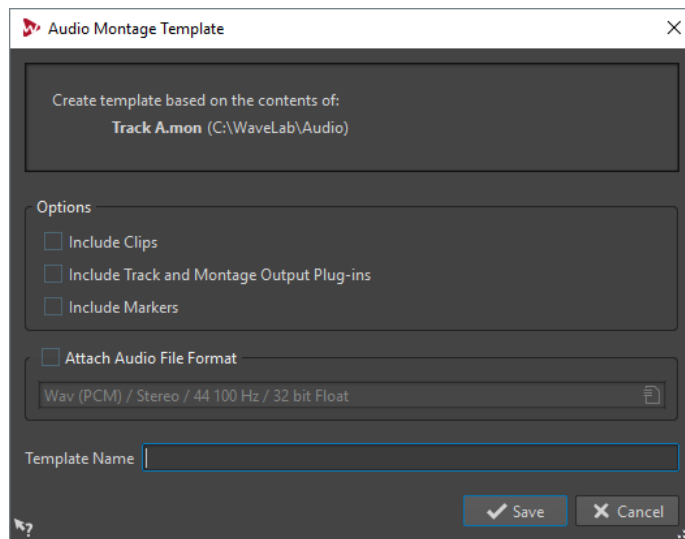 Audio Montage Template
Create template based on the contents of:
Track A.mon (C:\WaveLab\Audio)
Options
Include Clips
Include Track and Montage Output Plug-ins
Include Markers
Attach Audio File Format
Wav (PCM) / Stereo / 44 100 Hz / 32 bit Float
Template Name
Save
Cancel
?